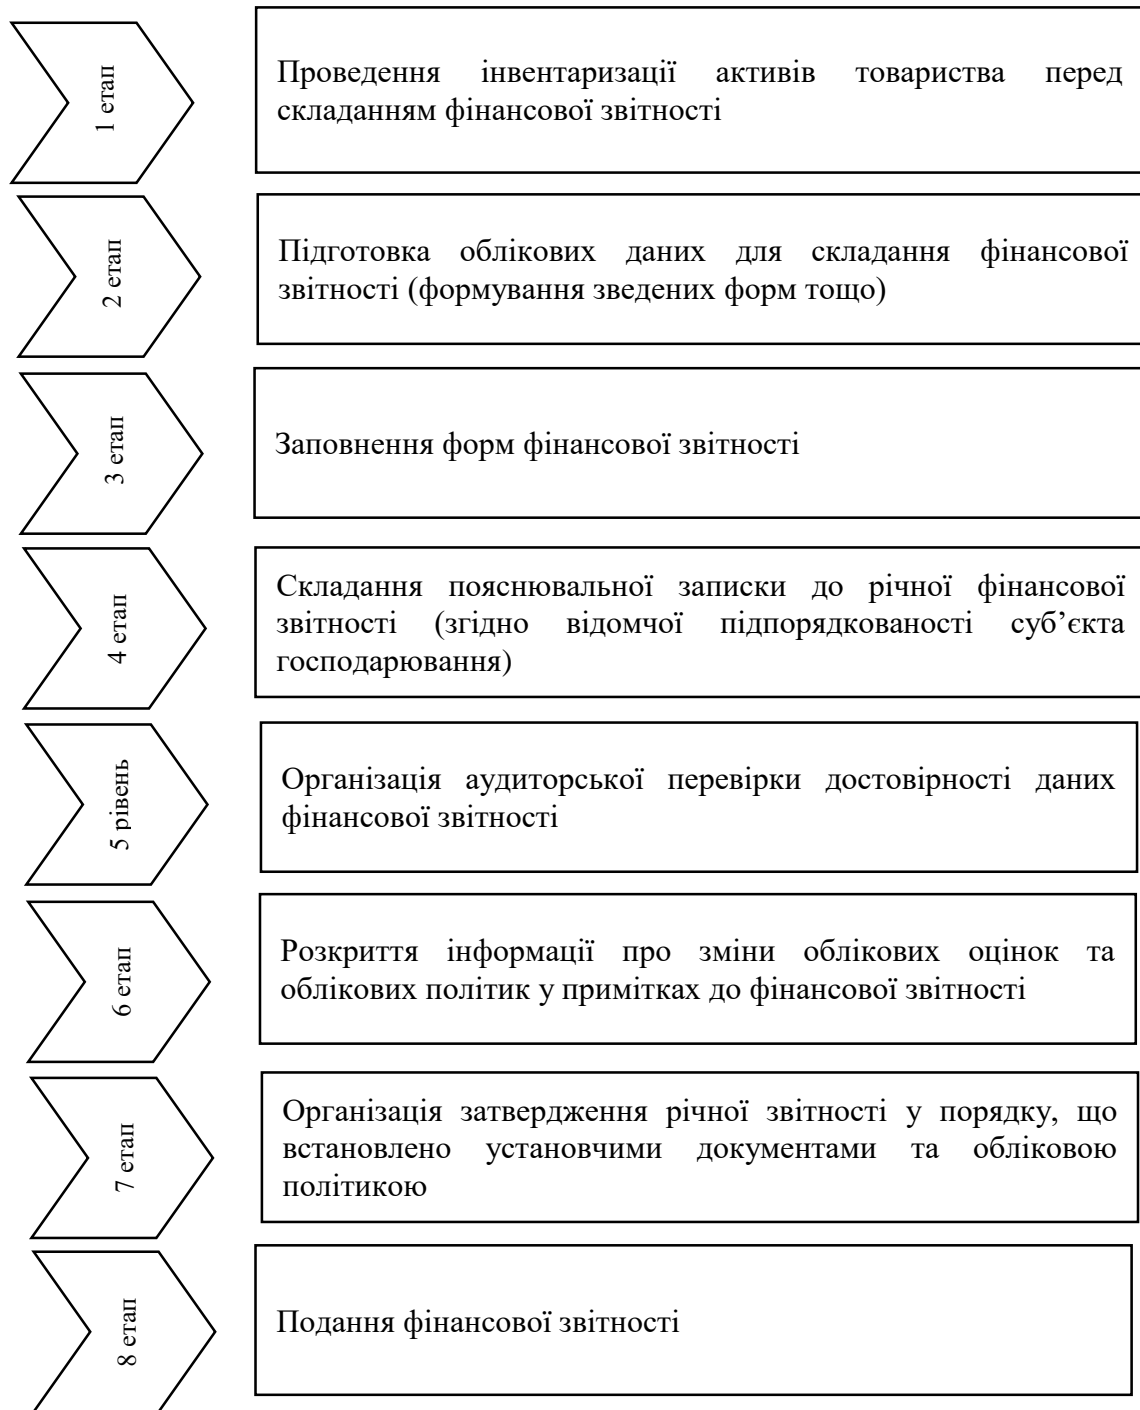 1 етап
Проведення інвентаризації активів товариства перед
складанням фінансової звітності
2 етап
Підготовка облікових даних для складання фінансової
звітності (формування зведених форм тощо)
3 етап
Заповнення форм фінансової звітності
4 етап
Складання пояснювальної записки до річної фінансової
звітності (згідно відомчої підпорядкованості суб’єкта
господарювання)
5 рівень
Організація аудиторської перевірки достовірності даних
фінансової звітності
6 етап
Розкриття інформації про зміни облікових оцінок та
облікових політик у примітках до фінансової звітності
7 етап
Організація затвердження річної звітності у порядку, що
встановлено установчими документами та обліковою
політикою
8 етап
Подання фінансової звітності